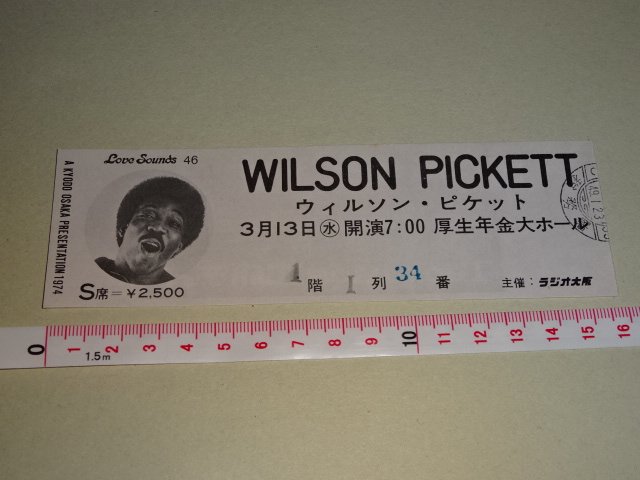 A KYODO OSAKA PRESENTATION 1974
Love Sounds 46
WILSON PICKETT
ウィルソン・ピケット
3月13日㊌ 開演7:00 厚生年金大ホール
S席=¥2,500
1階 I列 34番
主催: ラジオ大阪
0 1 2 3 4 5 6 7 8 9 10 11 12 13 14 15 16
1.5m